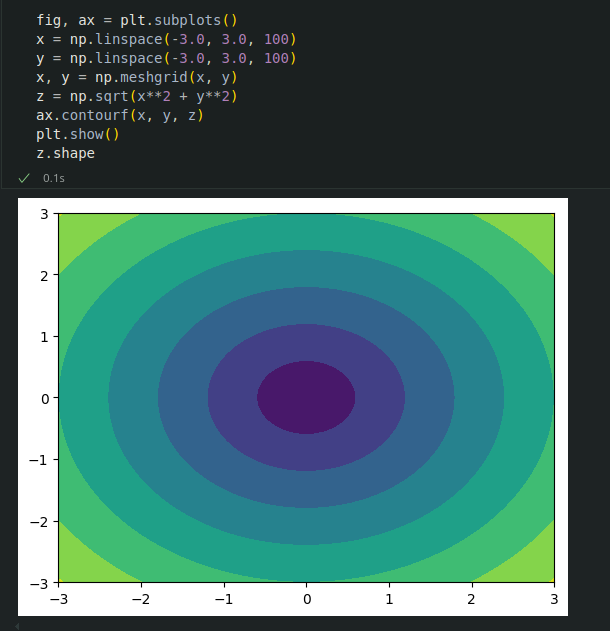 fig, ax = plt.subplots()
x = np.linspace(-3.0, 3.0, 100)
y = np.linspace(-3.0, 3.0, 100)
x, y = np.meshgrid(x, y)
z = np.sqrt(x**2 + y**2)
ax.contourf(x, y, z)
plt.show()
z.shape
0.1s
3
2
1
0
−1
−2
−3
−3 −2 −1 0 1 2 3